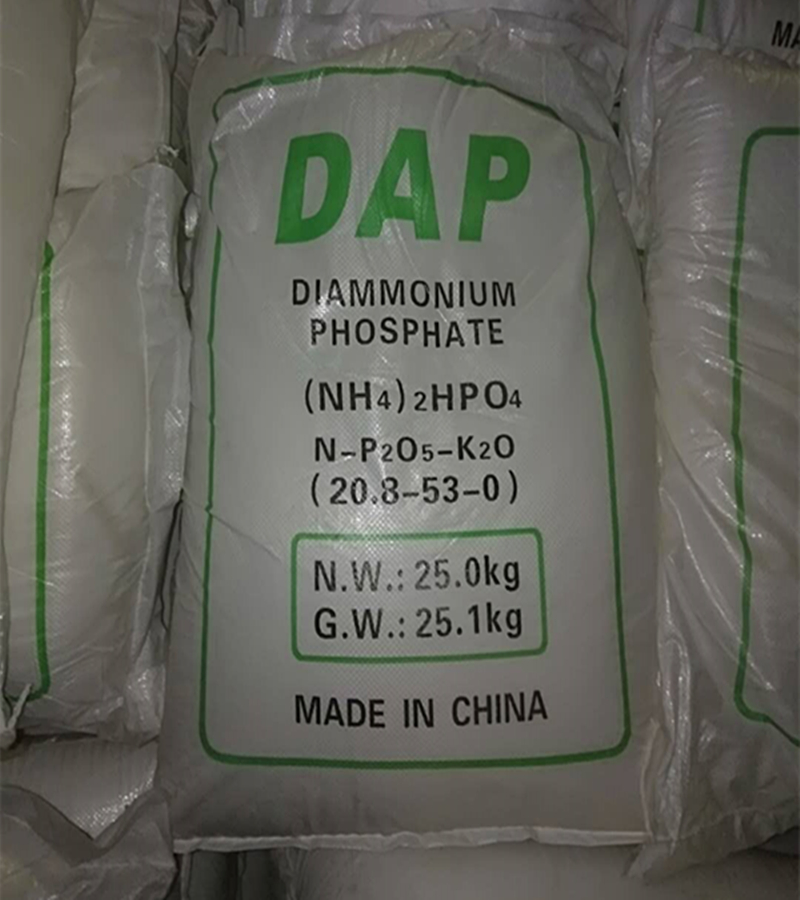 DAP
DIAMMONIUM
PHOSPHATE
(NH4)2HPO4
N-P2O5-K2O
(20.8-53-0)
N.W.: 25.0kg
G.W.: 25.1kg
MADE IN CHINA